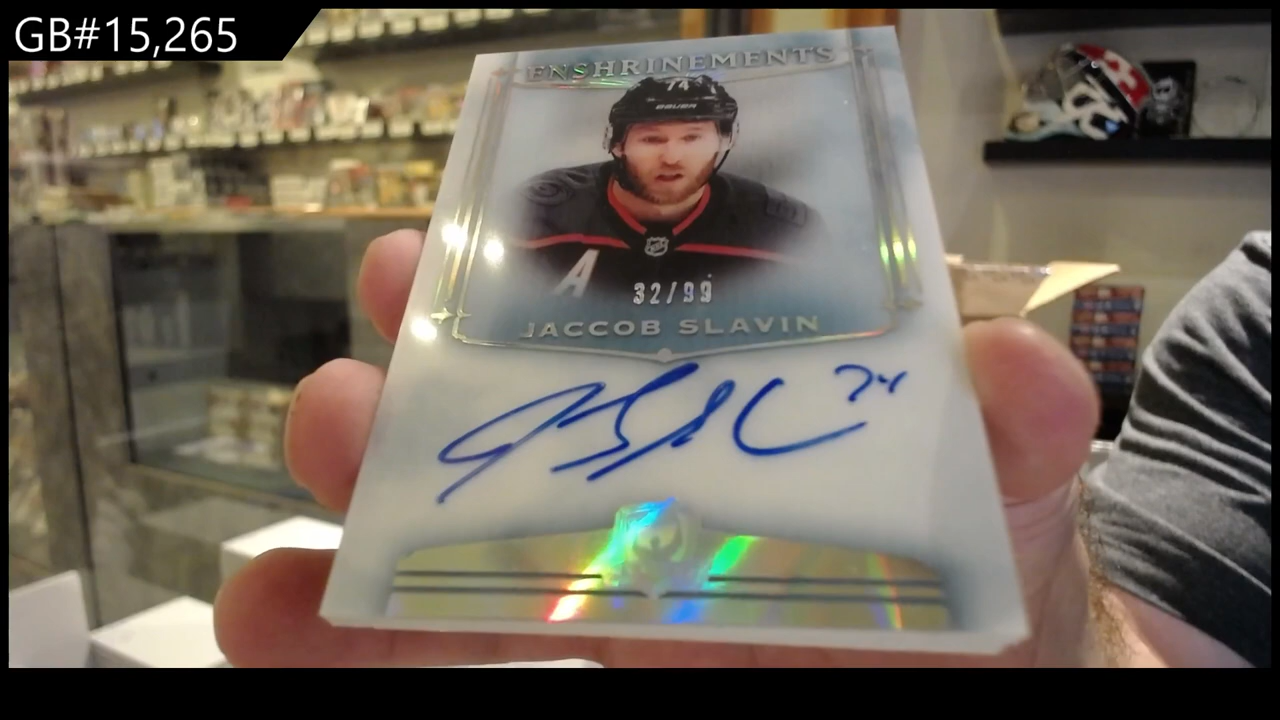 GB#15,265
ENSHRINEMENTS
74
BAUER
A
32/99
JACCOB SLAVIN
74